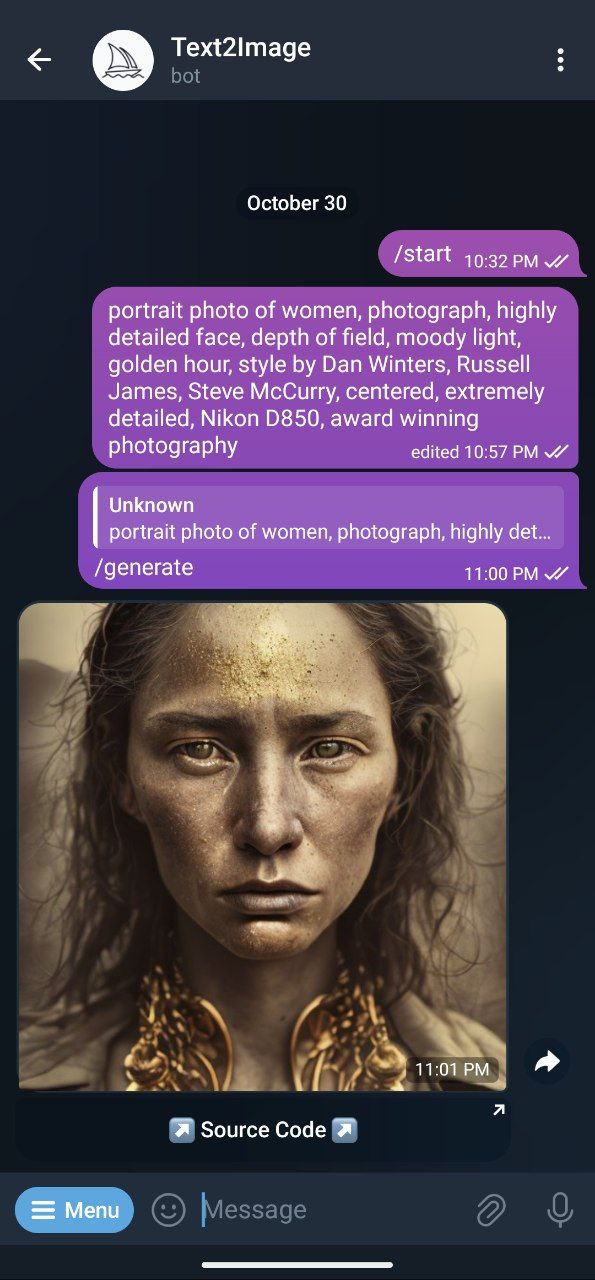 Text2Image
bot
October 30
/start 10:32 PM
portrait photo of women, photograph, highly
detailed face, depth of field, moody light,
golden hour, style by Dan Winters, Russell
James, Steve McCurry, centered, extremely
detailed, Nikon D850, award winning
photography
edited 10:57 PM
Unknown
portrait photo of women, photograph, highly det...
/generate
11:00 PM
11:01 PM
Source Code
Menu
Message